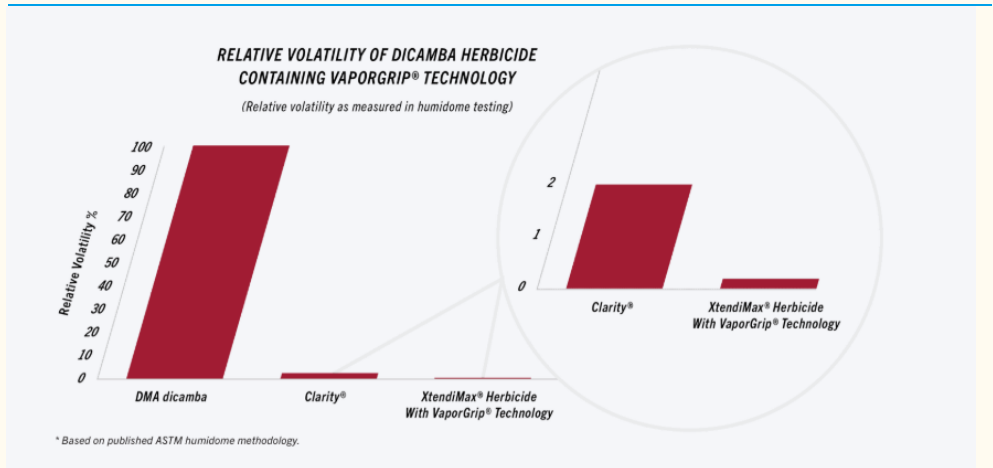 RELATIVE VOLATILITY OF DICAMBA HERBICIDE
CONTAINING VAPORGRIP® TECHNOLOGY
(Relative volatility as measured in humidome testing)
Relative Volatility %
100
90
80
70
60
50
40
30
20
10
0
DMA dicamba
Clarity®
XtendiMax® Herbicide
With VaporGrip® Technology
2
1
0
Clarity®
XtendiMax® Herbicide
With VaporGrip® Technology
* Based on published ASTM humidome methodology.